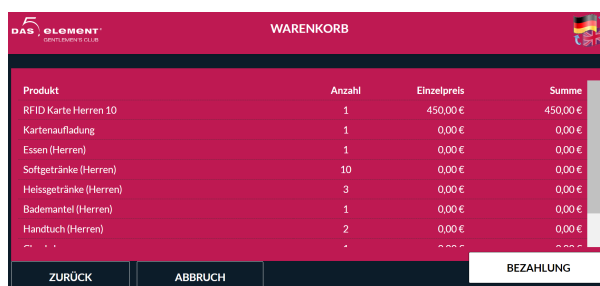 DAS 5 ELEMENT
GENTLEMEN'S CLUB
WARENKORB
Produkt Anzahl Einzelpreis Summe
RFID Karte Herren 10 1 450,00 € 450,00 €
Kartenaufladung 1 0,00 € 0,00 €
Essen (Herren) 1 0,00 € 0,00 €
Softgetränke (Herren) 10 0,00 € 0,00 €
Heissgetränke (Herren) 3 0,00 € 0,00 €
Bademantel (Herren) 1 0,00 € 0,00 €
Handtuch (Herren) 2 0,00 € 0,00 €
ZURÜCK ABBRUCH BEZAHLUNG